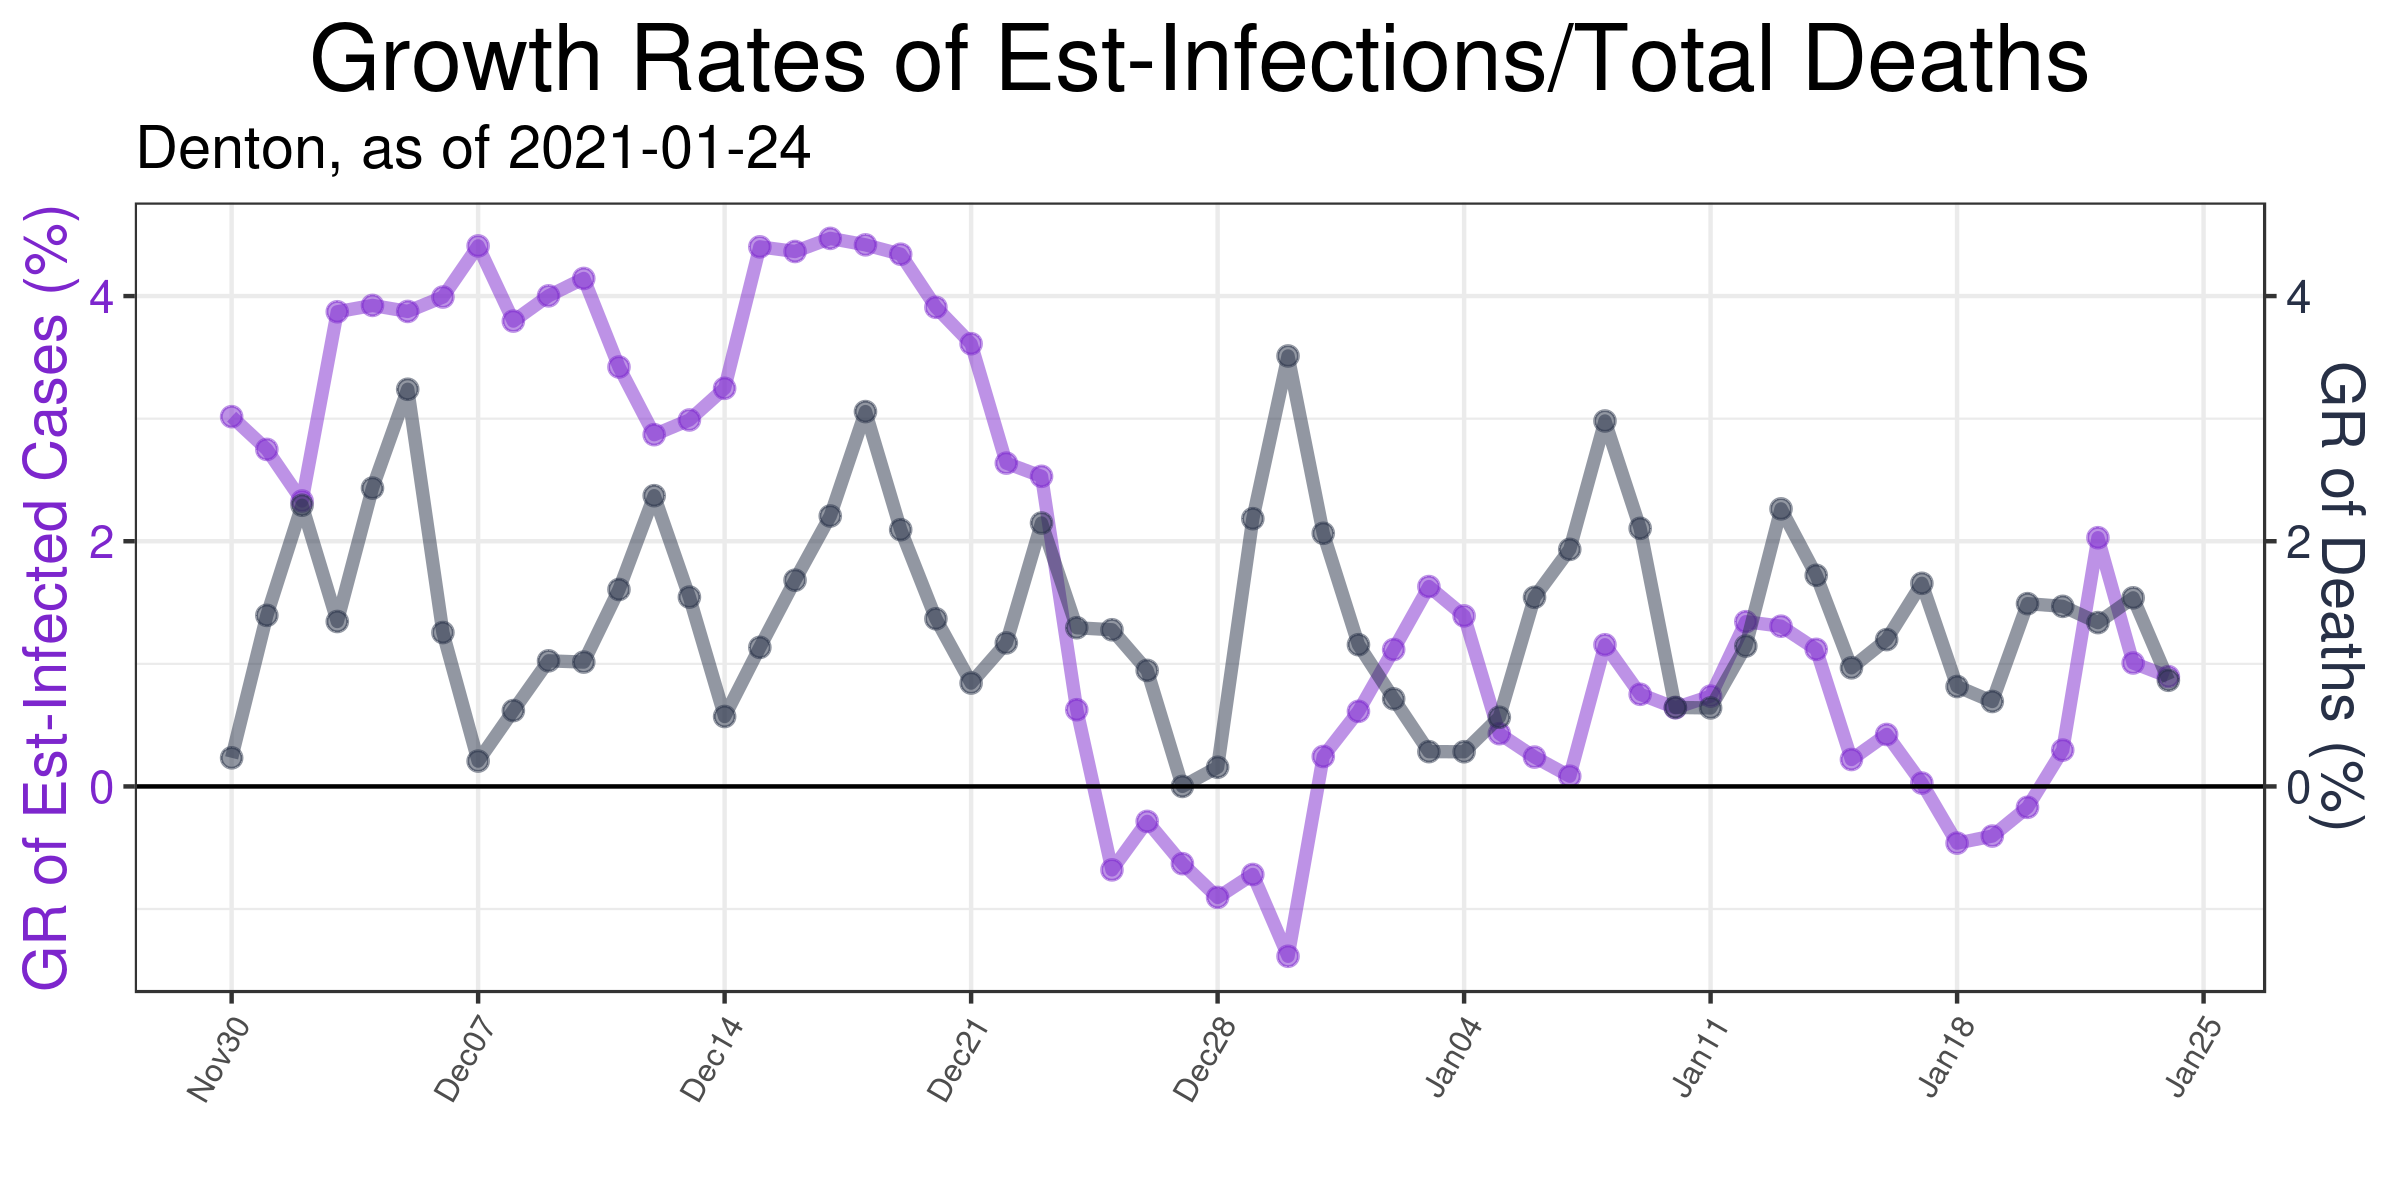 Growth Rates of Est-Infections/Total Deaths
Denton, as of 2021-01-24
GR of Est-Infected Cases (%)
4
2
0
4
2
0
GR of Deaths (%)
Nov30
Dec07
Dec14
Dec21
Dec28
Jan04
Jan11
Jan18
Jan25